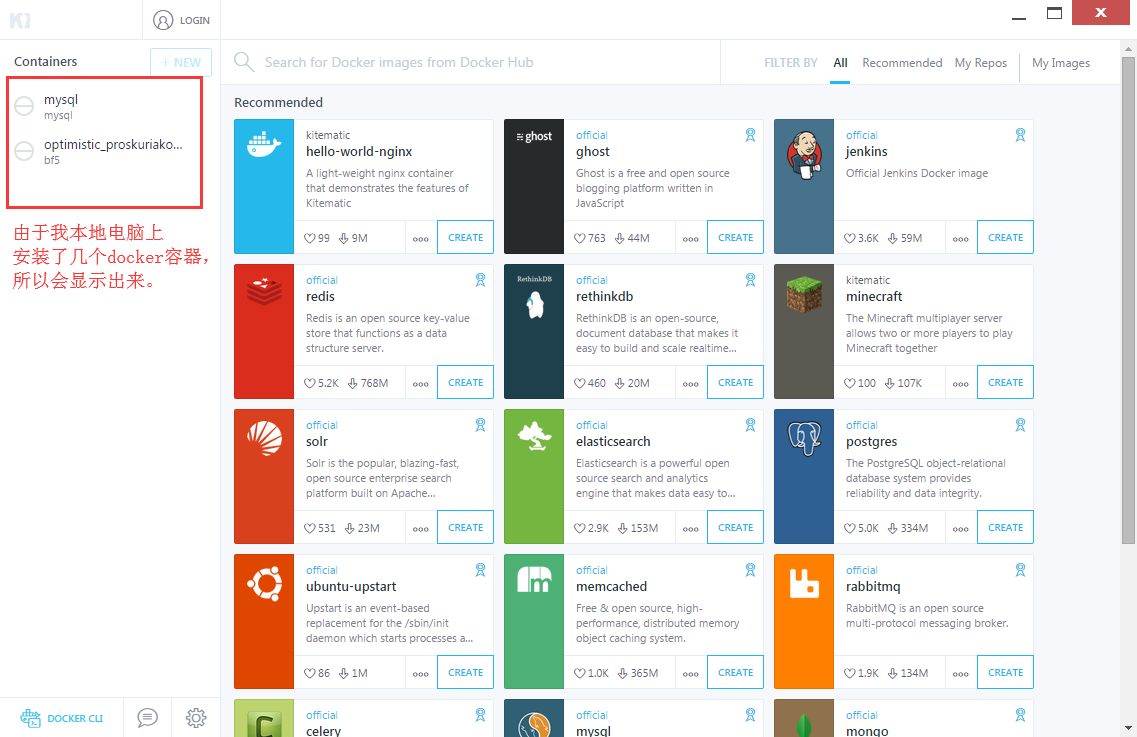 LOGIN
Containers
+ NEW
Search for Docker images from Docker Hub
FILTER BY All Recommended My Repos My Images
mysql
mysql
optimistic_proskuriako...
bf5
由于我本地电脑上
安装了几个docker容器,
所以会显示出来。
Recommended
kitematic
hello-world-nginx
A light-weight nginx container
that demonstrates the features of
Kitematic
99 9M
CREATE
ghost
official
ghost
Ghost is a free and open source
blogging platform written in
JavaScript
763 44M
CREATE
official
jenkins
Official Jenkins Docker image
3.6K 59M
CREATE
official
redis
Redis is an open source key-value
store that functions as a data
structure server.
5.2K 768M
CREATE
RethinkDB
official
rethinkdb
RethinkDB is an open-source,
document database that makes it
easy to build and scale realtime...
460 20M
CREATE
kitematic
minecraft
The Minecraft multiplayer server
allows two or more players to play
Minecraft together
100 107K
CREATE
official
solr
Solr is the popular, blazing-fast,
open source enterprise search
platform built on Apache...
531 23M
CREATE
official
elasticsearch
Elasticsearch is a powerful open
source search and analytics
engine that makes data easy to...
2.9K 153M
CREATE
official
postgres
The PostgreSQL object-relational
database system provides
reliability and data integrity.
5.0K 334M
CREATE
official
ubuntu-upstart
Upstart is an event-based
replacement for the /sbin/init
daemon which starts processes a...
86 1M
CREATE
official
memcached
Free & open source, high-
performance, distributed memory
object caching system.
1.0K 365M
CREATE
official
rabbitmq
RabbitMQ is an open source
multi-protocol messaging broker.
1.9K 134M
CREATE
official
celery
official
mysql
official
mongo
DOCKER CLI